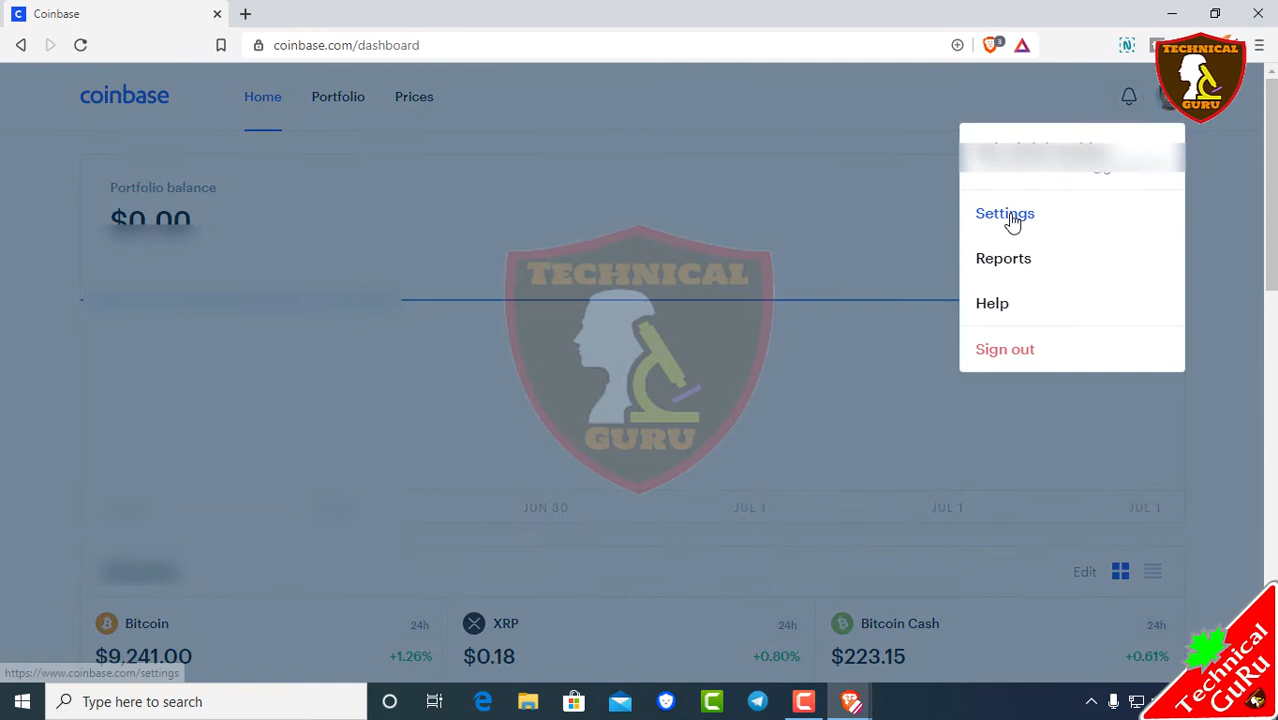 Coinbase
coinbase.com/dashboard
3
N
TECHNICAL
GURU
coinbase
Home
Portfolio
Prices
Portfolio balance
$0.00
Settings
Reports
Help
Sign out
TECHNICAL
GURU
JUN 30
JUL 1
JUL 1
JUL 1
Edit
Bitcoin
24h
$9,241.00
+1.26%
XRP
24h
$0.18
+0.80%
Bitcoin Cash
24h
$223.15
+0.61%
https://www.coinbase.com/settings
Type here to search
Technical
GuRu